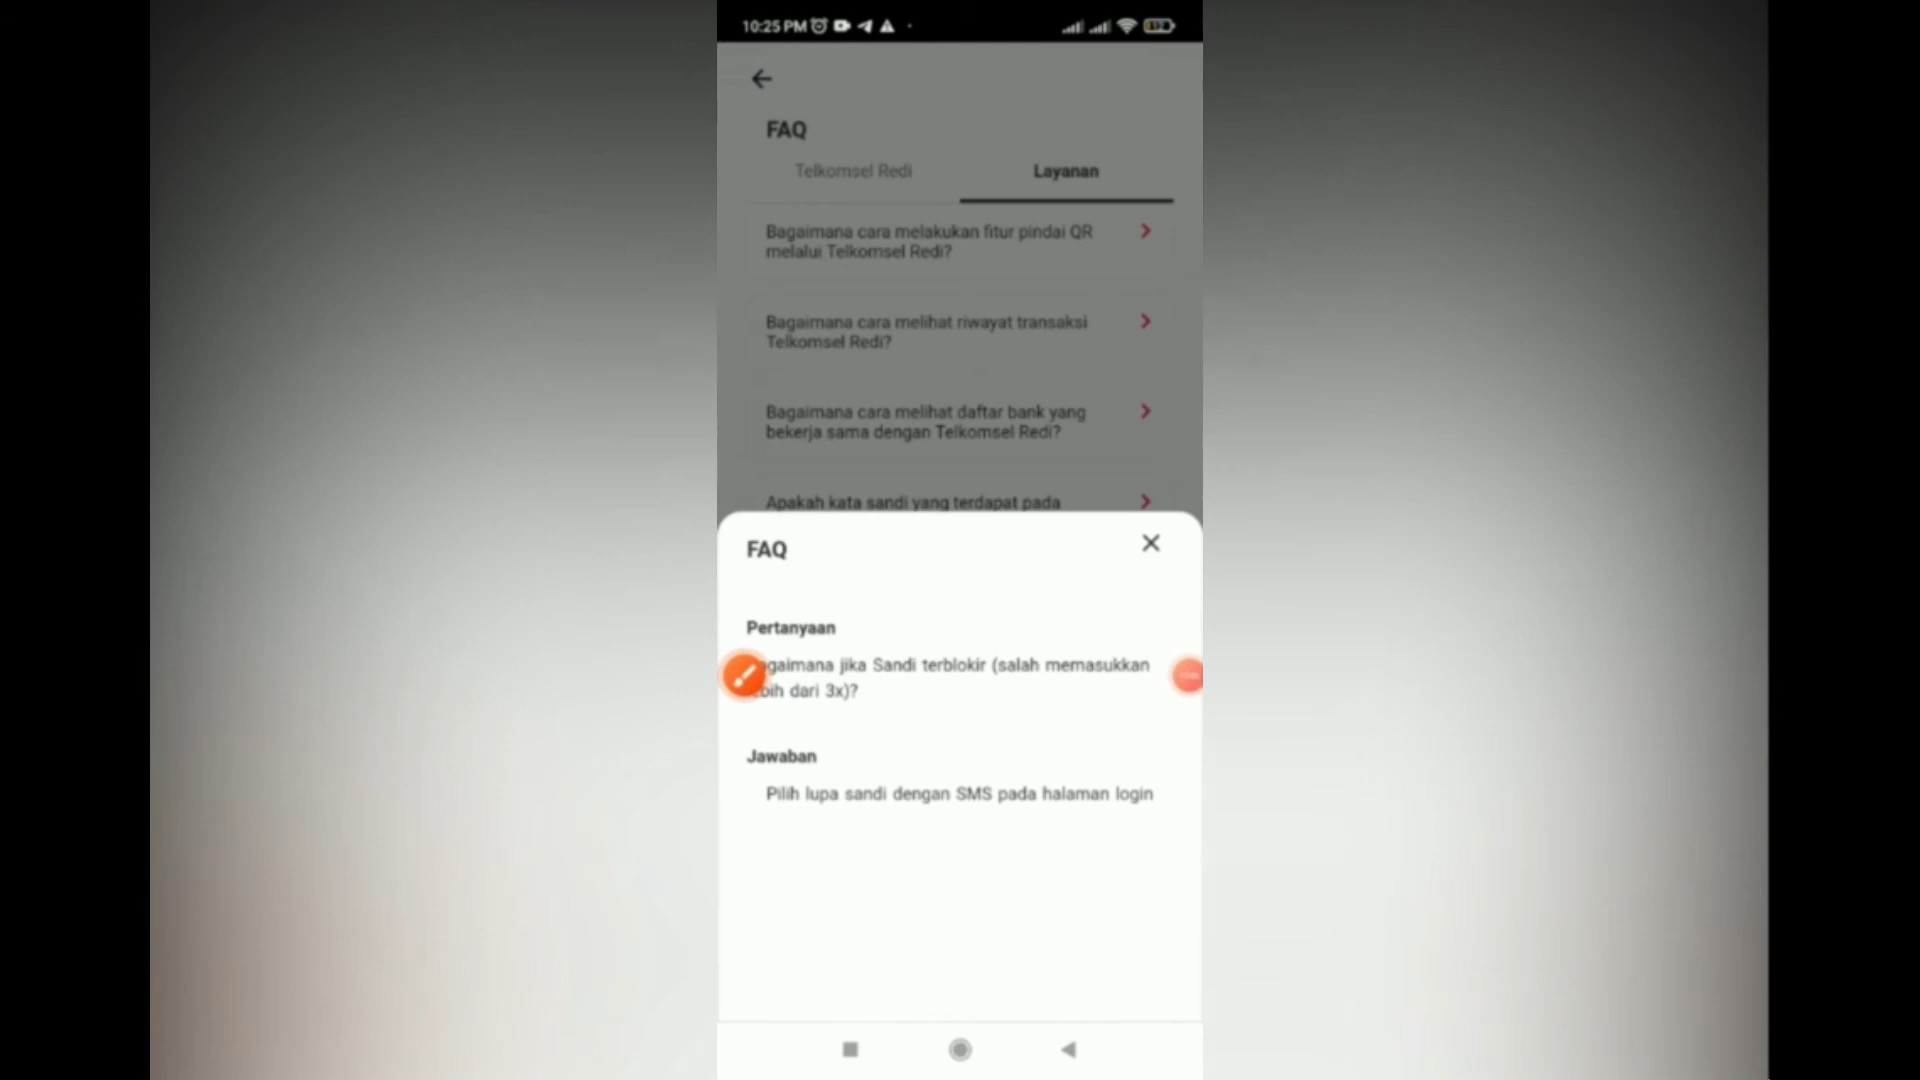 10:25 PM
FAQ
Telkomsel Redi
Layanan
Bagaimana cara melakukan fitur pindai QR
melalui Telkomsel Redi?
Bagaimana cara melihat riwayat transaksi
Telkomsel Redi?
Bagaimana cara melihat daftar bank yang
bekerja sama dengan Telkomsel Redi?
Apakah kata sandi yang terdapat pada
FAQ
Pertanyaan
gaimana jika Sandi terblokir (salah memasukkan
bih dari 3x)?
Jawaban
Pilih lupa sandi dengan SMS pada halaman login